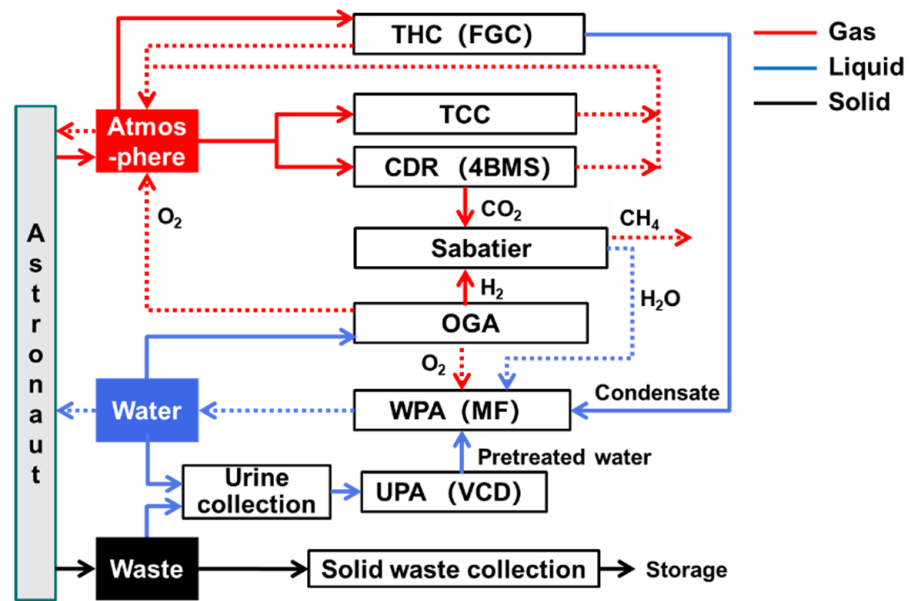 THC (FGC)
Gas
Liquid
Solid
TCC
Atmos
-phere
CDR (4BMS)
O₂
CO₂
CH₄
Sabatier
H₂
H₂O
OGA
O₂
Astronaut
Condensate
Water
WPA (MF)
Pretreated water
Urine
collection
UPA (VCD)
Waste
Solid waste collection
Storage